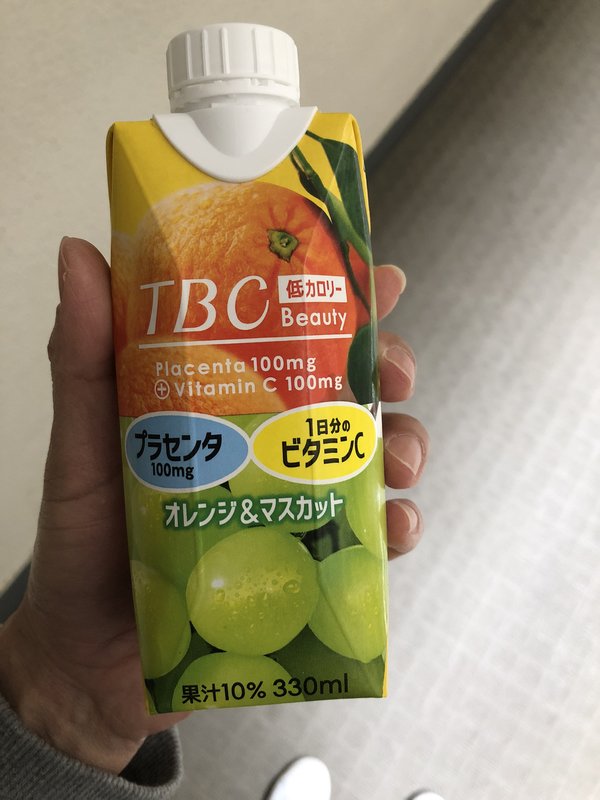 TBC 低カロリー
Beauty
Placenta 100mg
⊕Vitamin C 100mg
プラセンタ
100mg
1日分の
ビタミンC
オレンジ&マスカット
果汁10% 330ml